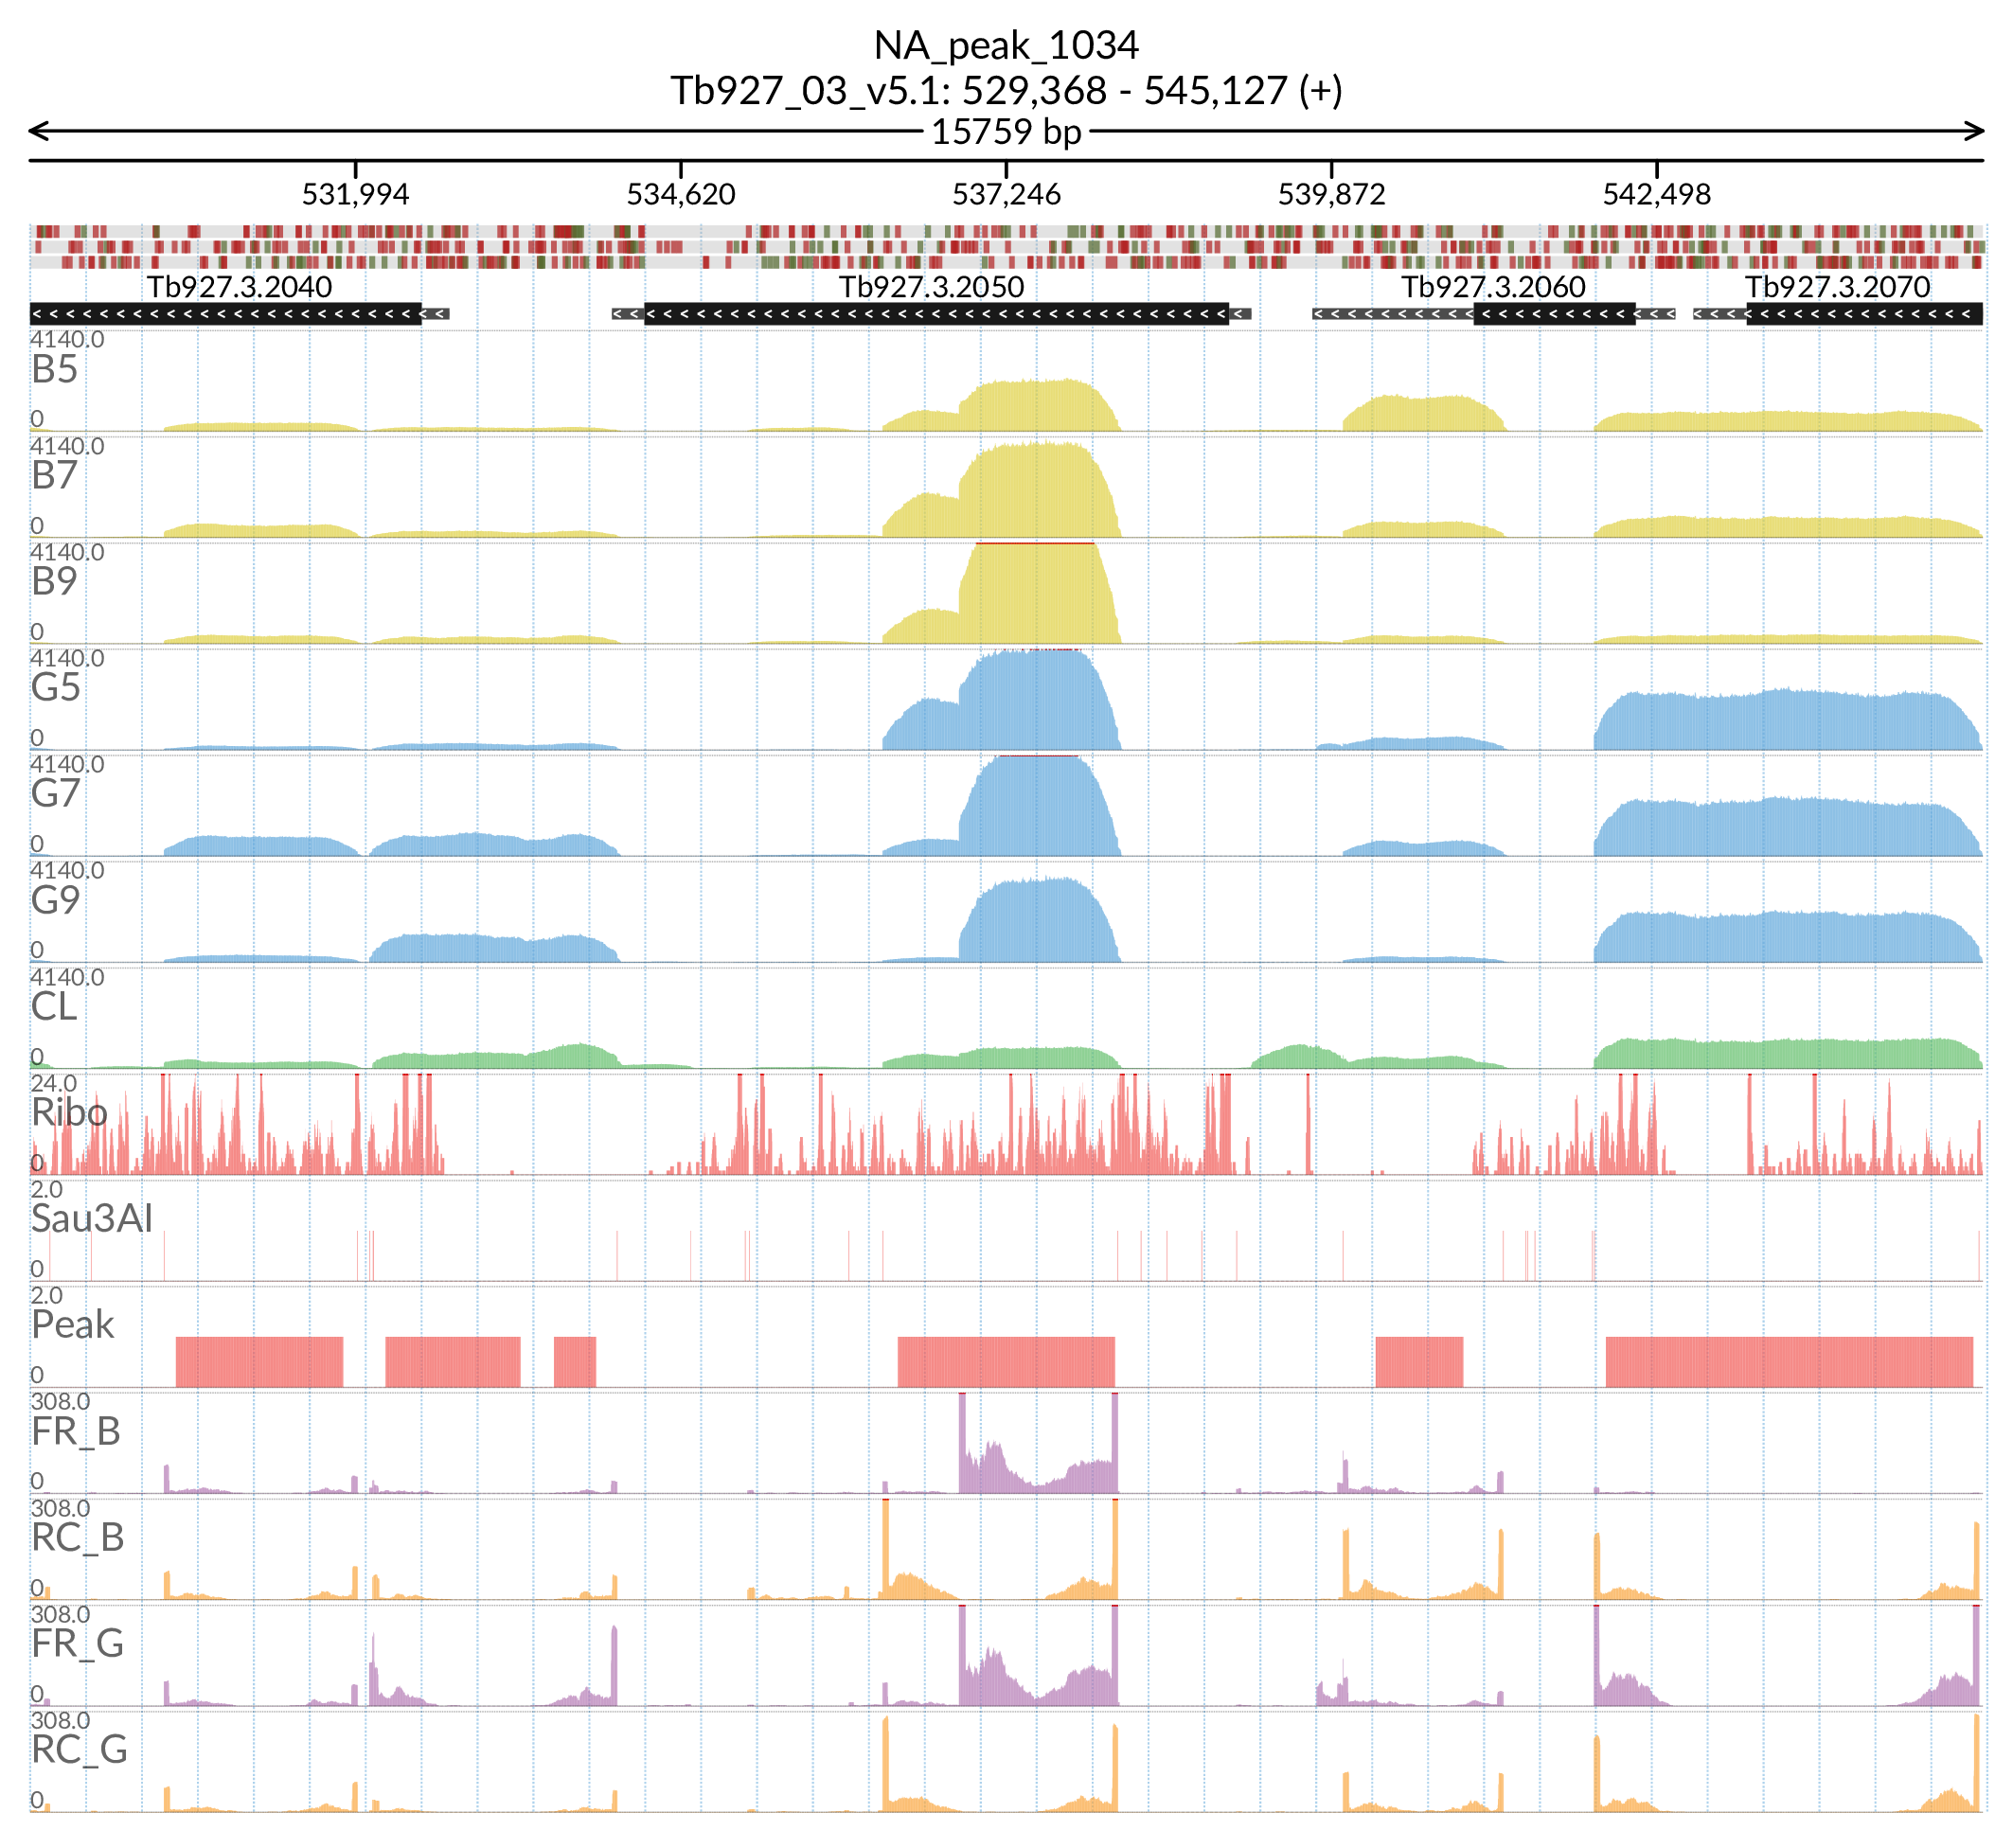 NA_peak_1034
Tb927_03_v5.1: 529,368 - 545,127 (+)
15759 bp
531,994 534,620 537,246 539,872 542,498
Tb927.3.2040 Tb927.3.2050 Tb927.3.2060 Tb927.3.2070
4140.0
B5
0
4140.0
B7
0
4140.0
B9
0
4140.0
G5
0
4140.0
G7
0
4140.0
G9
0
4140.0
CL
0
24.0
Ribo
0
2.0
Sau3AI
0
2.0
Peak
0
308.0
FR_B
0
308.0
RC_B
0
308.0
FR_G
0
308.0
RC_G
0